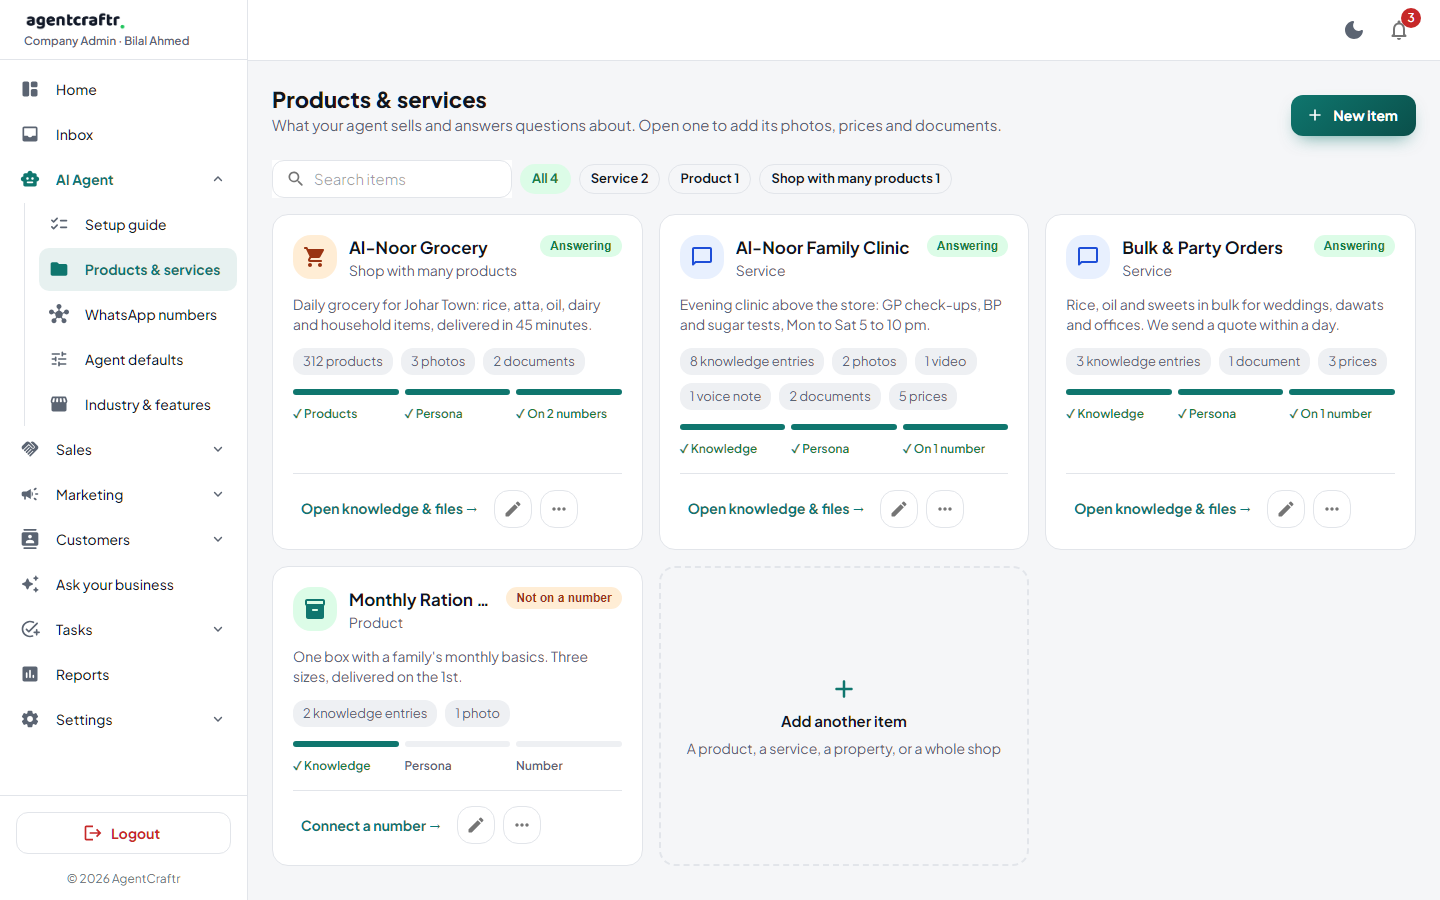 agentcraftr.
Company Admin · Bilal Ahmed
3
Home
Inbox
AI Agent
Setup guide
Products & services
WhatsApp numbers
Agent defaults
Industry & features
Sales
Marketing
Customers
Ask your business
Tasks
Reports
Settings
Logout
© 2026 AgentCraftr
Products & services
What your agent sells and answers questions about. Open one to add its photos, prices and documents.
+ New item
Search items
All 4
Service 2
Product 1
Shop with many products 1
Al-Noor Grocery
Answering
Shop with many products
Daily grocery for Johar Town: rice, atta, oil, dairy
and household items, delivered in 45 minutes.
312 products
3 photos
2 documents
✓ Products
✓ Persona
✓ On 2 numbers
Open knowledge & files →
Al-Noor Family Clinic
Answering
Service
Evening clinic above the store: GP check-ups, BP
and sugar tests, Mon to Sat 5 to 10 pm.
8 knowledge entries
2 photos
1 video
1 voice note
2 documents
5 prices
✓ Knowledge
✓ Persona
✓ On 1 number
Open knowledge & files →
Bulk & Party Orders
Answering
Service
Rice, oil and sweets in bulk for weddings, dawats
and offices. We send a quote within a day.
3 knowledge entries
1 document
3 prices
✓ Knowledge
✓ Persona
✓ On 1 number
Open knowledge & files →
Monthly Ration ...
Not on a number
Product
One box with a family's monthly basics. Three
sizes, delivered on the 1st.
2 knowledge entries
1 photo
✓ Knowledge
Persona
Number
Connect a number →
Add another item
A product, a service, a property, or a whole shop